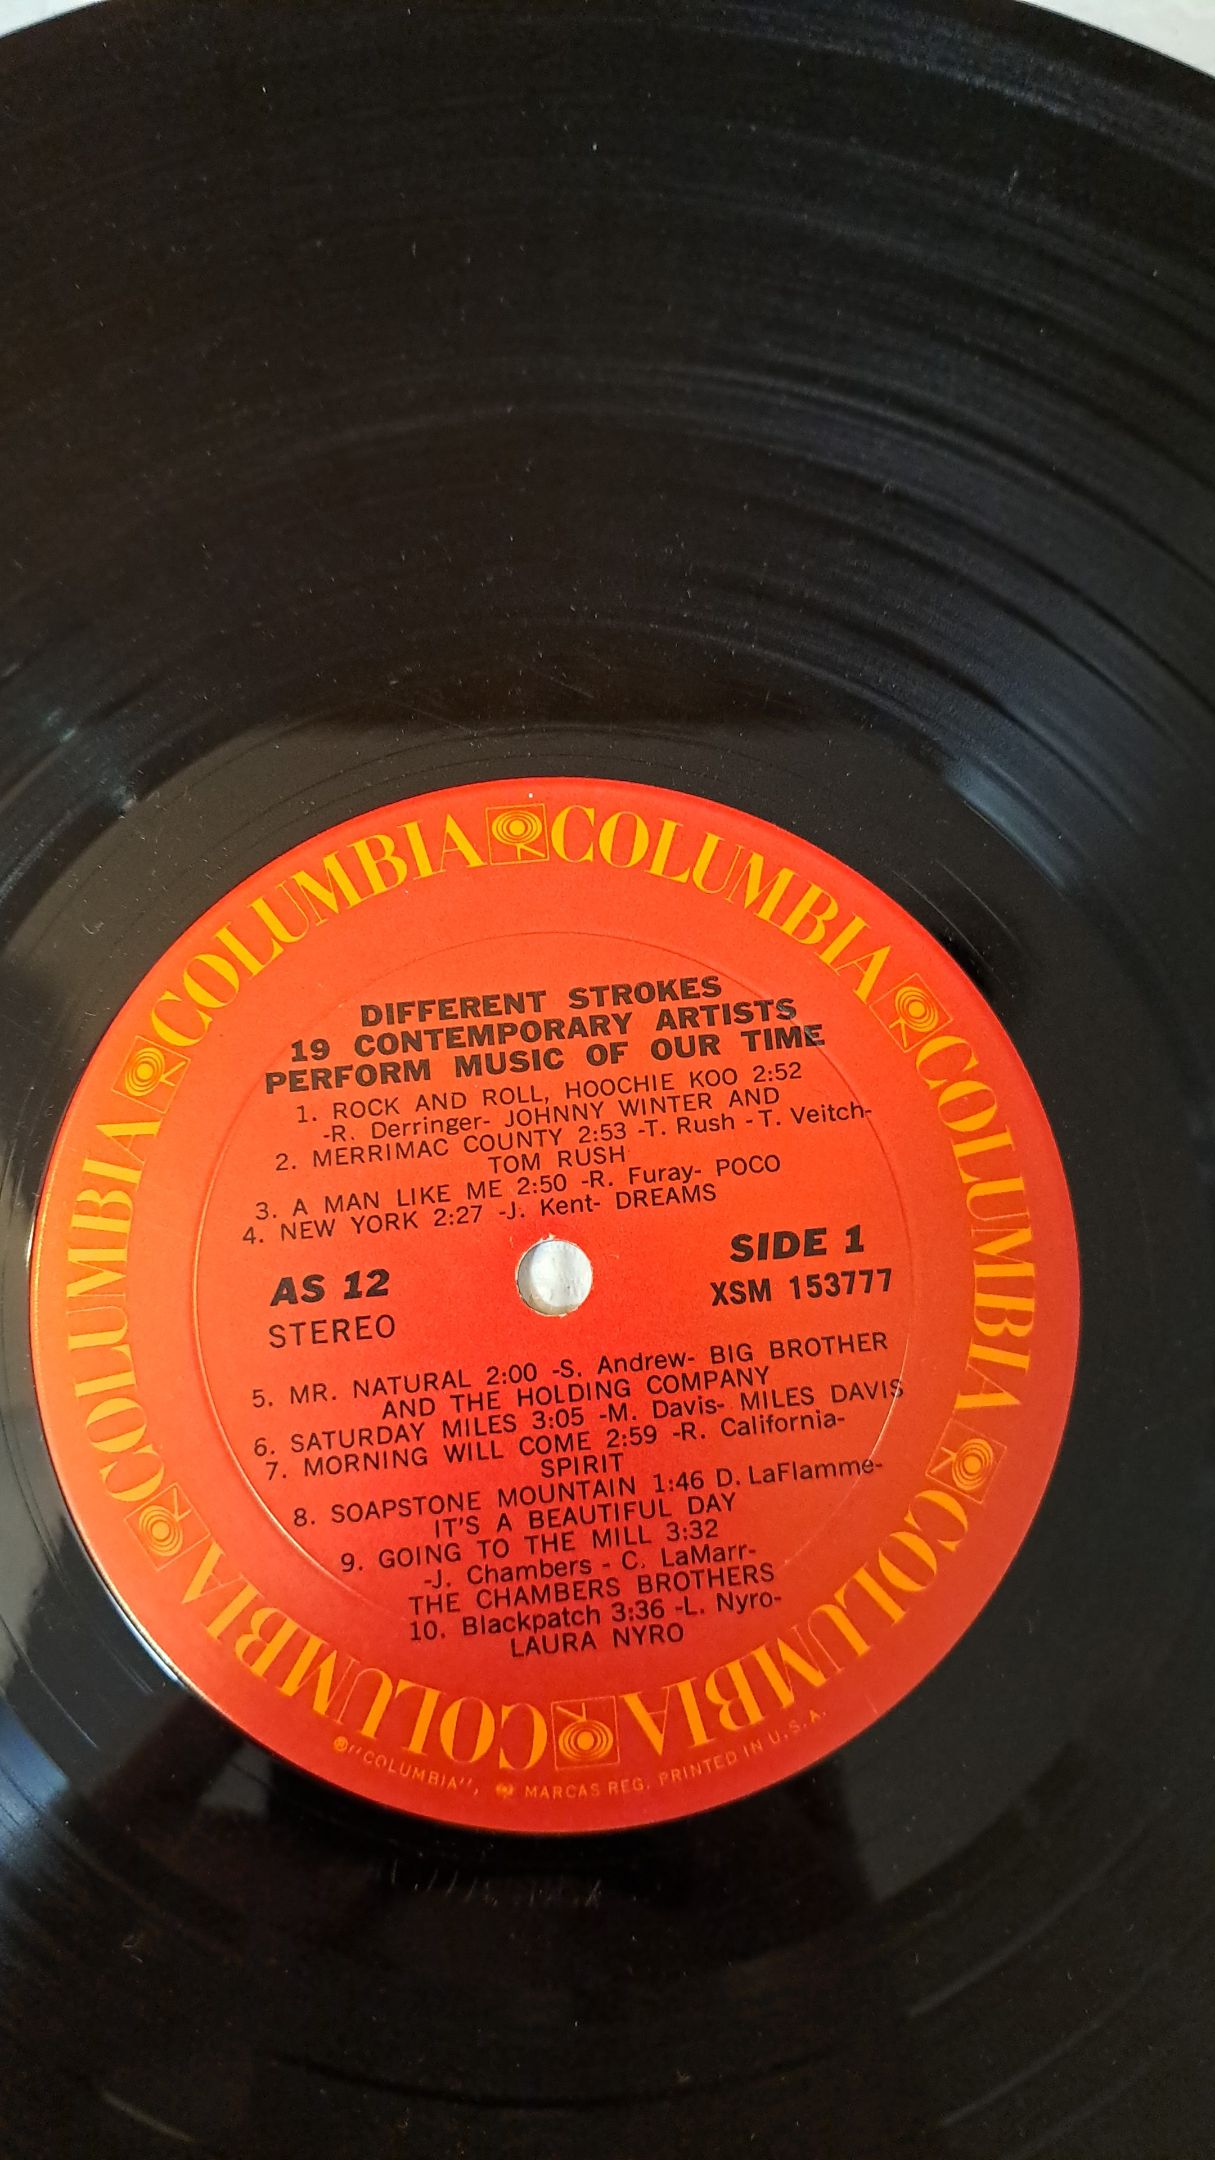 COLUMBIA COLUMBIA COLUMBIA COLUMBIA COLUMBIA COLUMBIA
DIFFERENT STROKES
19 CONTEMPORARY ARTISTS
PERFORM MUSIC OF OUR TIME
1. ROCK AND ROLL, HOOCHIE KOO 2:52
-R. Derringer- JOHNNY WINTER AND
2. MERRIMAC COUNTY 2:53 -T. Rush - T. Veitch-
TOM RUSH
3. A MAN LIKE ME 2:50 -R. Furay- POCO
4. NEW YORK 2:27 -J. Kent- DREAMS
AS 12
STEREO
SIDE 1
XSM 153777
5. MR. NATURAL 2:00 -S. Andrew- BIG BROTHER
AND THE HOLDING COMPANY
6. SATURDAY MILES 3:05 -M. Davis- MILES DAVIS
7. MORNING WILL COME 2:59 -R. California-
SPIRIT
8. SOAPSTONE MOUNTAIN 1:46 D. LaFlamme-
IT'S A BEAUTIFUL DAY
9. GOING TO THE MILL 3:32
-J. Chambers - C. LaMarr-
THE CHAMBERS BROTHERS
10. Blackpatch 3:36 -L. Nyro-
LAURA NYRO
®"COLUMBIA", MARCAS REG. PRINTED IN U.S.A.